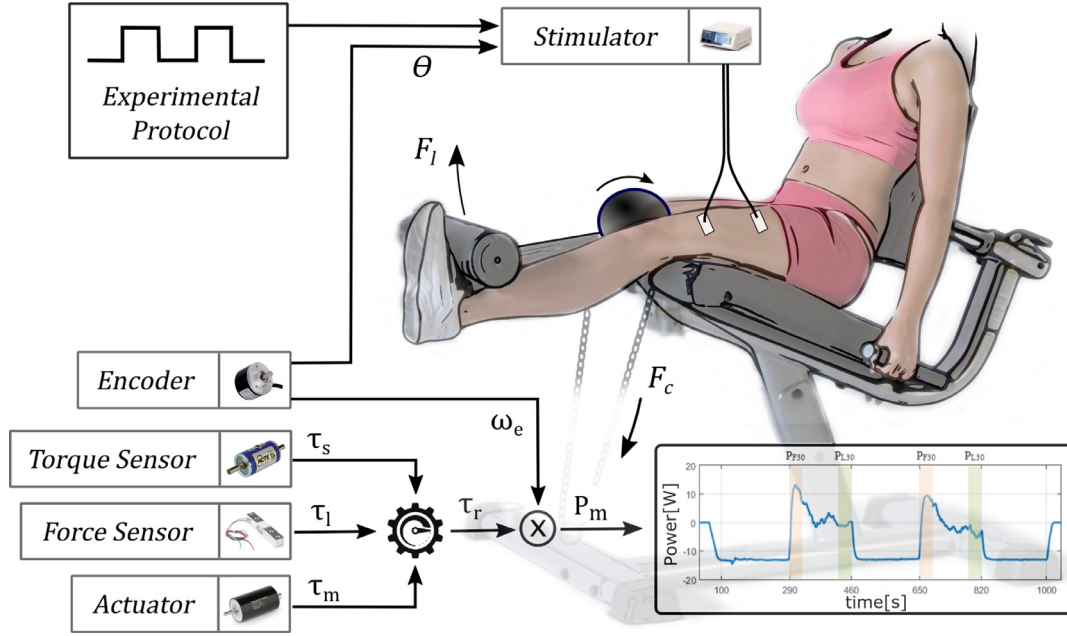 Experimental
Protocol
Stimulator
θ
F_l
Encoder
F_c
ω_e
Torque Sensor
τ_s
Force Sensor
τ_l
τ_r
X
P_m
Actuator
τ_m
P_F30 P_L30 P_F30 P_L30
Power[W]
20
10
0
-10
-20
100 290 460 650 820 1000
time[s]